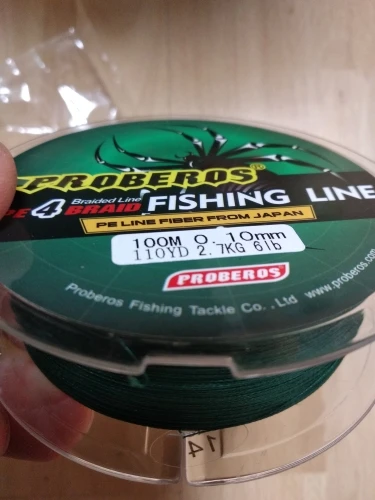 PROBEROS®
PE 4 Braided Line BRAID FISHING LINE
PE LINE FIBER FROM JAPAN
100M 0.10mm
110YD 2.7KG 6lb
PROBEROS®
Proberos Fishing Tackle Co.,Ltd www.proberos.
14